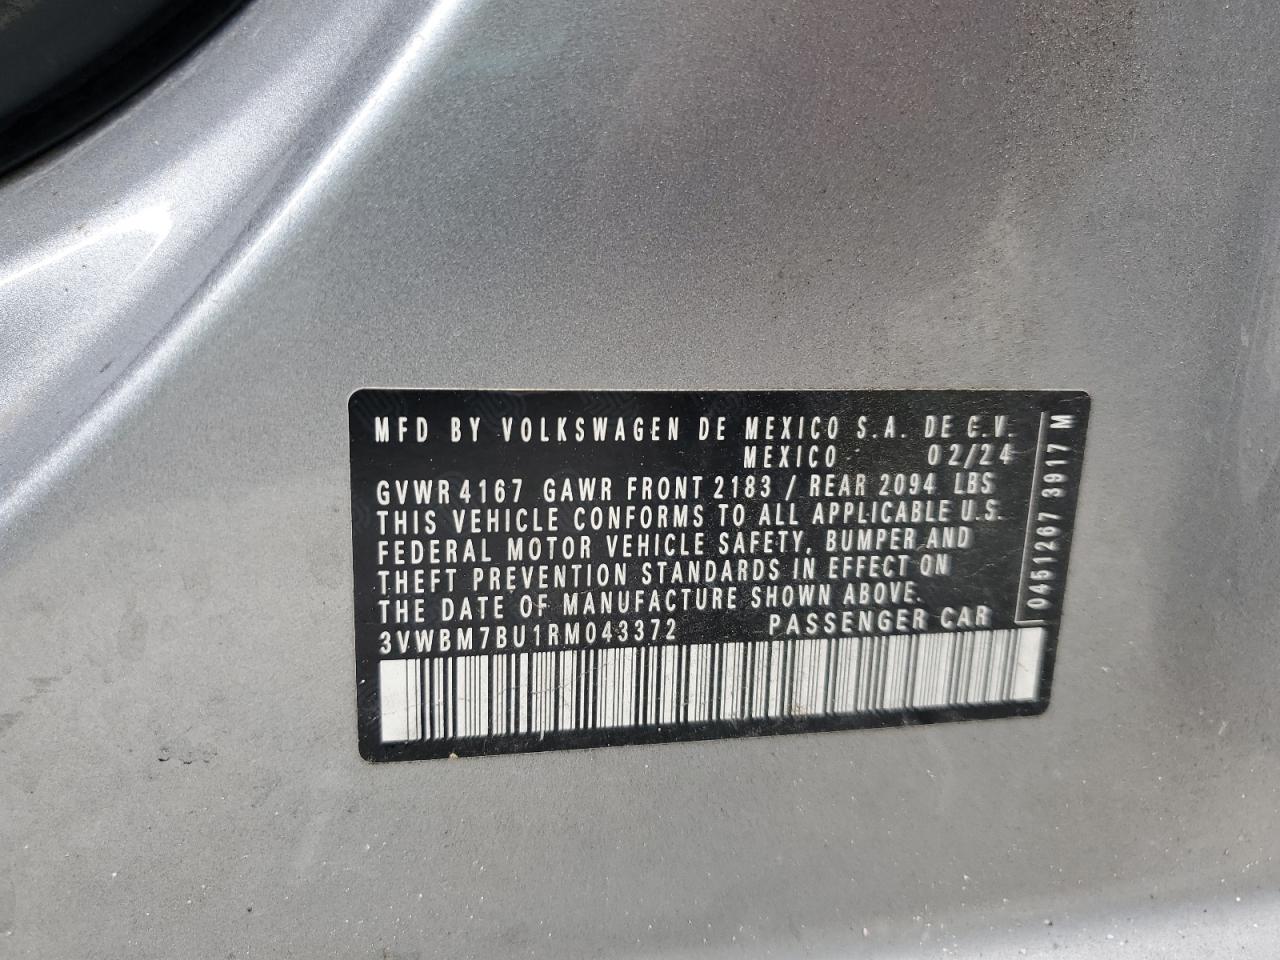 MFD BY VOLKSWAGEN DE MEXICO S.A. DE C.V.
MEXICO 02/24
GVWR 4167 GAWR FRONT 2183 / REAR 2094 LBS
THIS VEHICLE CONFORMS TO ALL APPLICABLE U.S.
FEDERAL MOTOR VEHICLE SAFETY, BUMPER AND
THEFT PREVENTION STANDARDS IN EFFECT ON
THE DATE OF MANUFACTURE SHOWN ABOVE.
3VWBM7BU1RM043372 PASSENGER CAR
0451267 3917 M